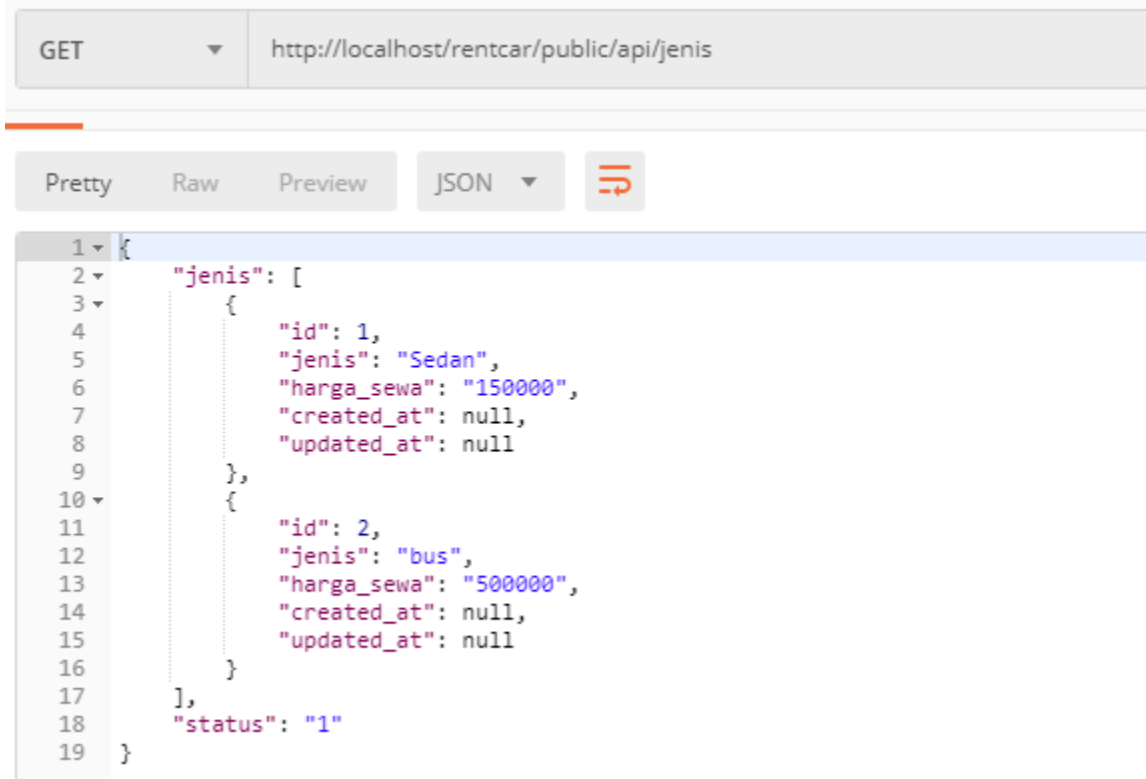 GET http://localhost/rentcar/public/api/jenis
Pretty Raw Preview JSON
1 {
2 "jenis": [
3 {
4 "id": 1,
5 "jenis": "Sedan",
6 "harga_sewa": "150000",
7 "created_at": null,
8 "updated_at": null
9 },
10 {
11 "id": 2,
12 "jenis": "bus",
13 "harga_sewa": "500000",
14 "created_at": null,
15 "updated_at": null
16 }
17 ],
18 "status": "1"
19 }